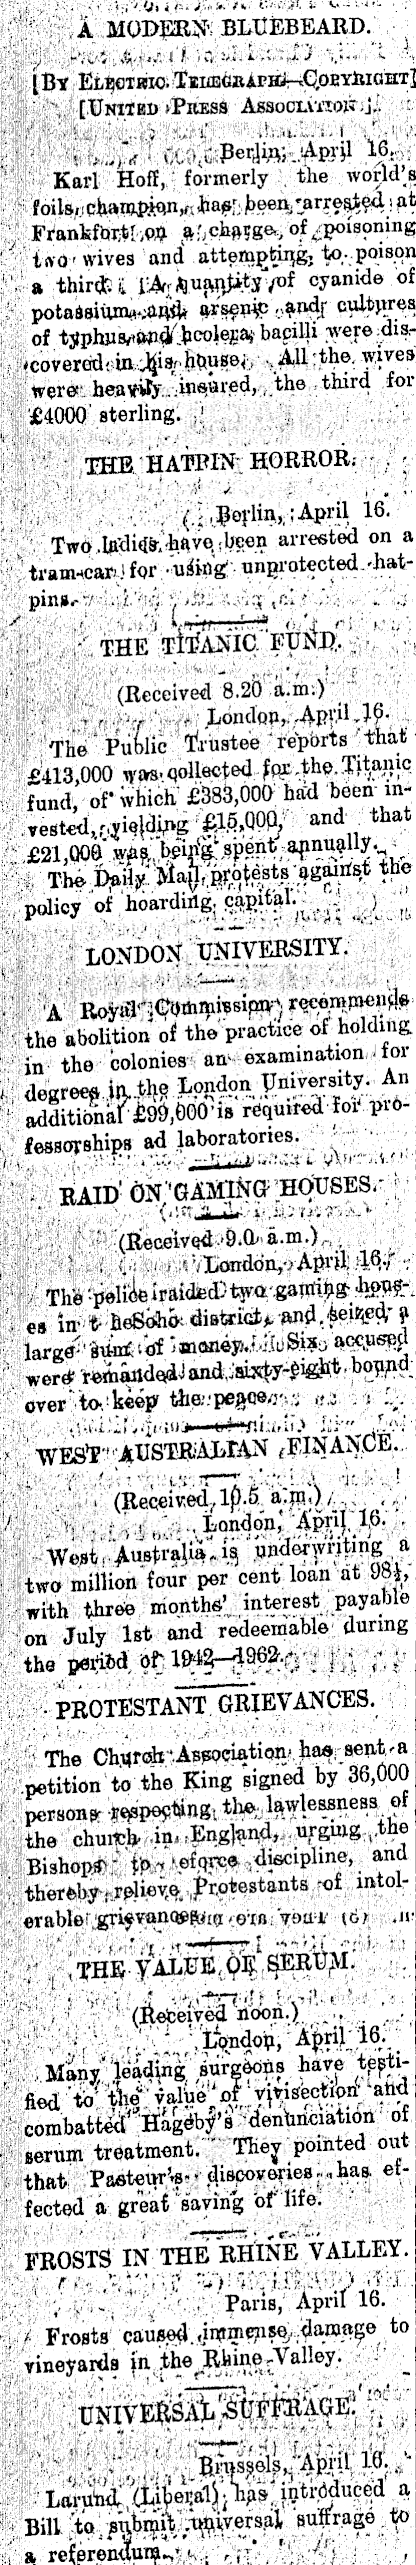 A MODERN BLUEBEARD.
[By Electric Telegraph—Copyright]
[United Press Association.]
Berlin, April 16.
Karl Hoff, formerly the world's
foils champion, has been arrested at
Frankfort on a charge of poisoning
two wives and attempting to poison
a third. A quantity of cyanide of
potassium and arsenic and cultures
of typhus and hcolera bacilli were dis-
covered in his house. All the wives
were heavily insured, the third for
£4000 sterling.
THE HATPIN HORROR.
Berlin, April 16.
Two ladies have been arrested on a
tram-car for using unprotected hat-
pins.
THE TITANIC FUND.
(Received 8.20 a.m.)
London, April 16.
The Public Trustee reports that
£413,000 was collected for the Titanic
fund, of which £383,000 had been in-
vested, yielding £15,000, and that
£21,000 was being spent annually.
The Daily Mail protests against the
policy of hoarding capital.
LONDON UNIVERSITY.
A Royal Commission recommends
the abolition of the practice of holding
in the colonies an examination for
degrees in the London University. An
additional £99,000 is required for pro-
fessorships ad laboratories.
RAID ON GAMING HOUSES.
(Received 9.0 a.m.)
London, April 16.
The police raided two gaming hous-
es in t heSoho district, and seized a
large sum of money. Six accused
were remanded and sixty-eight bound
over to keep the peace.
WEST AUSTRALIAN FINANCE.
(Received 10.5 a.m.)
London, April 16.
West Australia is underwriting a
two million four per cent loan at 98½,
with three months' interest payable
on July 1st and redeemable during
the period of 1942—1962.
PROTESTANT GRIEVANCES.
The Church Association has sent a
petition to the King signed by 36,000
persons respecting the lawlessness of
the church in England, urging the
Bishops to eforce discipline, and
thereby relieve Protestants of intol-
erable grievances.
THE VALUE OF SERUM.
(Received noon.)
London, April 16.
Many leading surgeons have testi-
fied to the value of vivisection and
combatted Hageby's denunciation of
serum treatment. They pointed out
that Pasteur's discoveries has ef-
fected a great saving of life.
FROSTS IN THE RHINE VALLEY.
Paris, April 16.
Frosts caused immense damage to
vineyards in the Rhine Valley.
UNIVERSAL SUFFRAGE.
Brussels, April 16.
Larund (Liberal) has introduced a
Bill to submit universal suffrage to
a referendum.